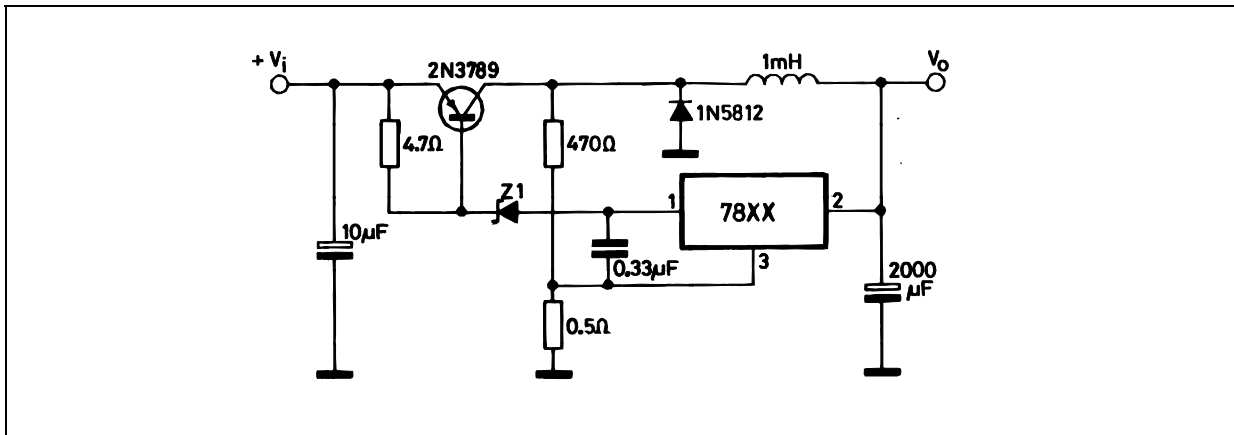 + Vi
2N3789
1mH
Vo
4.7Ω
470Ω
1N5812
Z1
1
78XX
2
10µF
0.33µF
3
2000
µF
0.5Ω